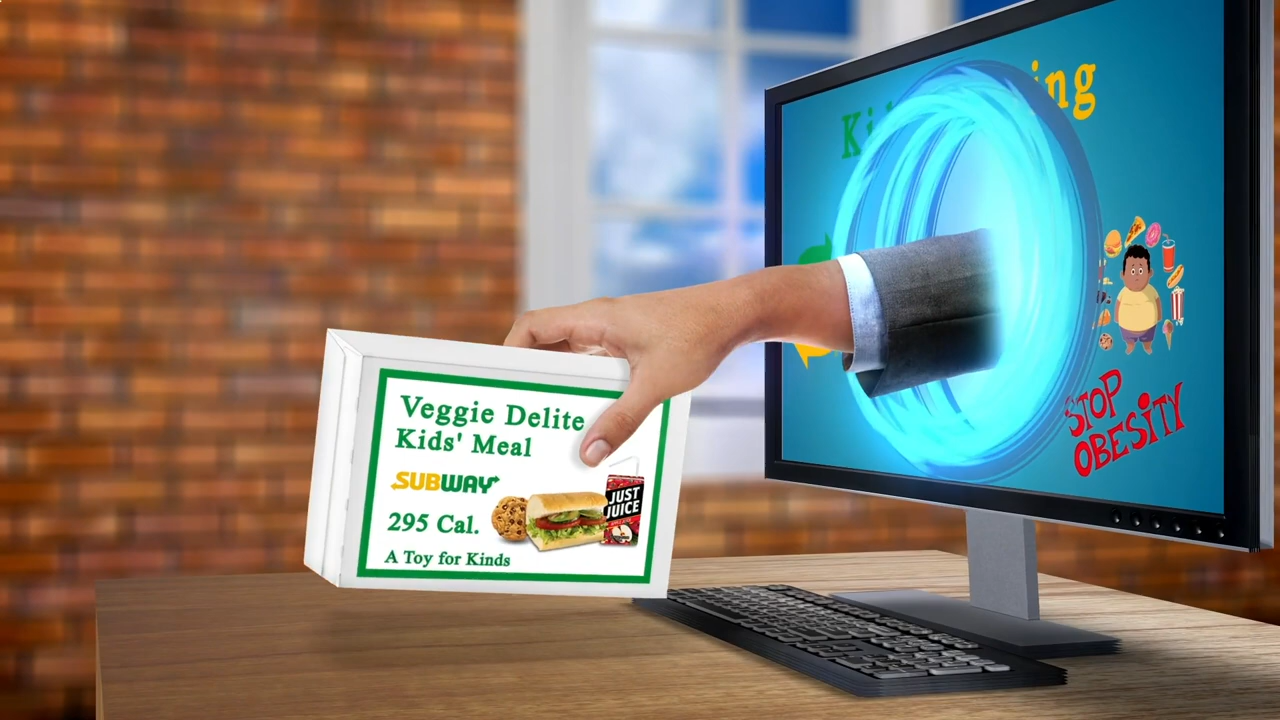 Veggie Delite
Kids' Meal
SUBWAY
295 Cal.
A Toy for Kinds
JUST
JUICE
STOP
OBESITY